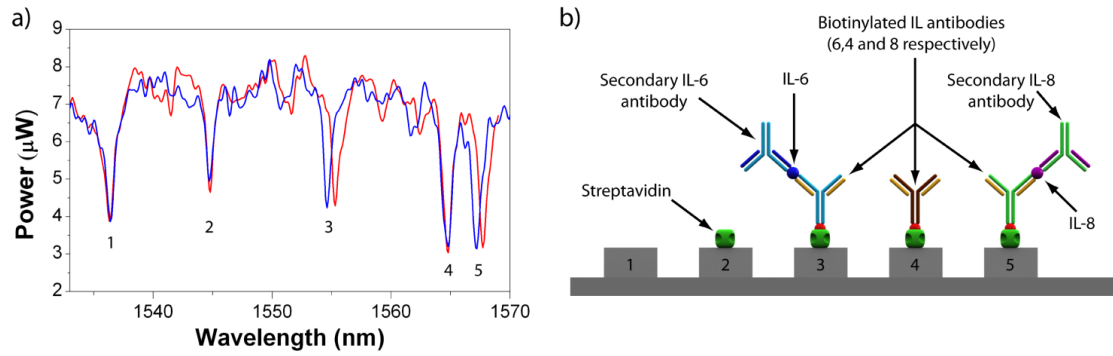 a)
Power (μW)
9
8
7
6
5
4
3
2
1
2
3
4
5
1540
1550
1560
1570
Wavelength (nm)
b)
Biotinylated IL antibodies
(6,4 and 8 respectively)
Secondary IL-6
antibody
IL-6
Secondary IL-8
antibody
Streptavidin
IL-8
1
2
3
4
5